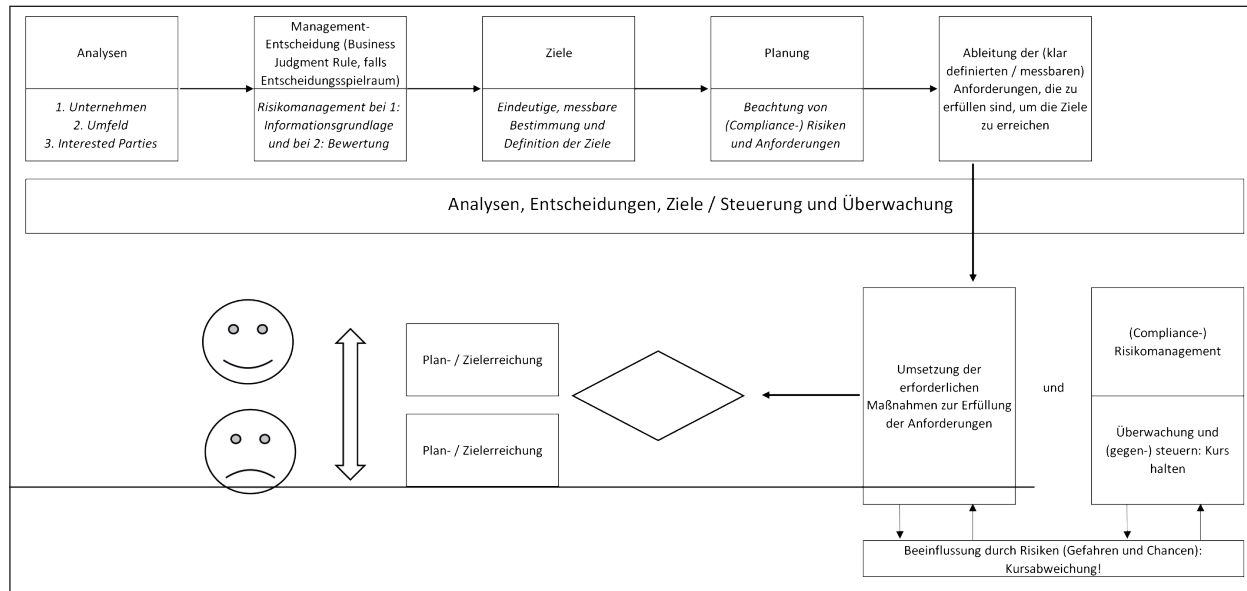 Analysen
1. Unternehmen
2. Umfeld
3. Interested Parties
Management-
Entscheidung (Business
Judgment Rule, falls
Entscheidungsspielraum)
Risikomanagement bei 1:
Informationsgrundlage
und bei 2: Bewertung
Ziele
Eindeutige, messbare
Bestimmung und
Definition der Ziele
Planung
Beachtung von
(Compliance-) Risiken
und Anforderungen
Ableitung der (klar
definierten / messbaren)
Anforderungen, die zu
erfüllen sind, um die Ziele
zu erreichen
Analysen, Entscheidungen, Ziele / Steuerung und Überwachung
Plan- / Zielerreichung
Plan- / Zielerreichung
Umsetzung der
erforderlichen
Maßnahmen zur Erfüllung
der Anforderungen
und
(Compliance-)
Risikomanagement
Überwachung und
(gegen-) steuern: Kurs
halten
Beeinflussung durch Risiken (Gefahren und Chancen):
Kursabweichung!